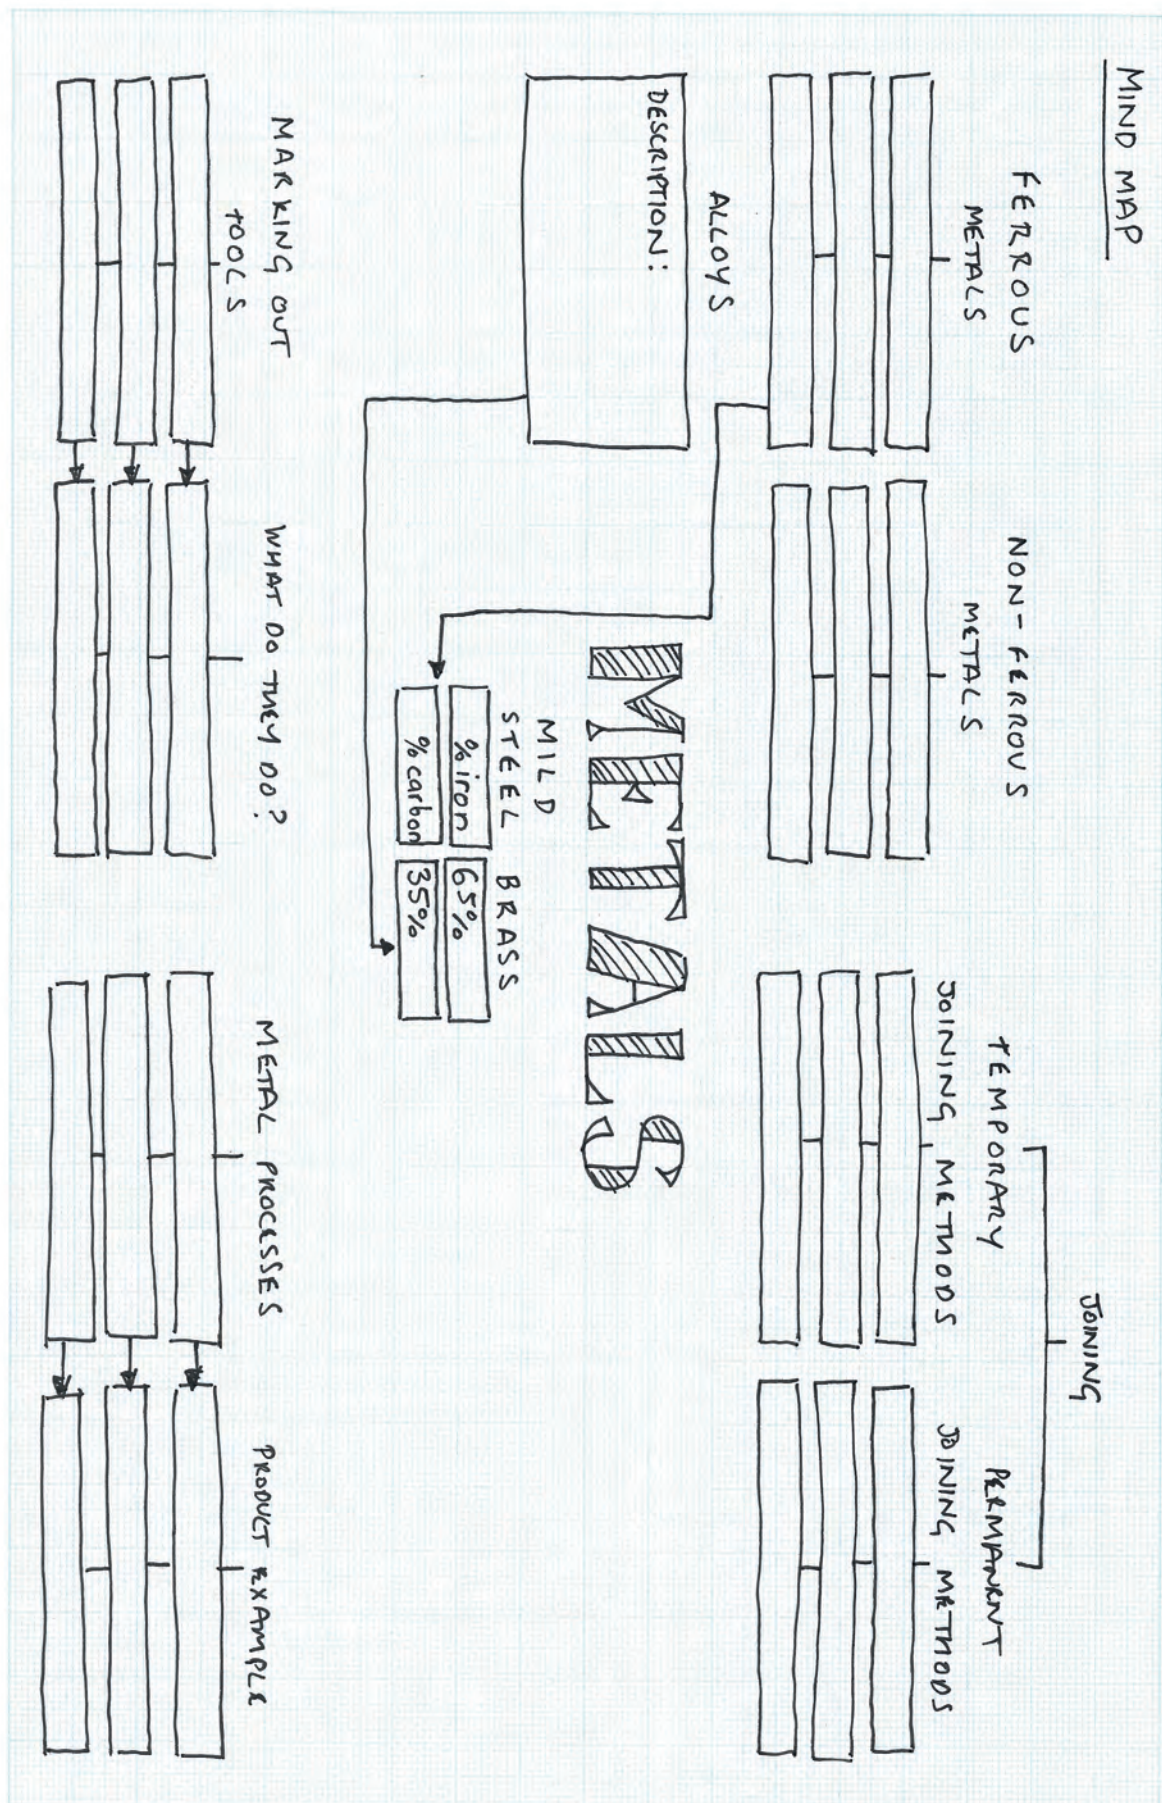 MIND MAP
JOINING
FERROUS
METALS
NON-FERROUS
METALS
TEMPORARY
JOINING METHODS
PERMANENT
JOINING METHODS
ALLOYS
DESCRIPTION:
METALS
MILD
STEEL
% iron
% carbon
BRASS
65%
35%
MARKING OUT
TOOLS
WHAT DO THEY DO?
METAL PROCESSES
PRODUCT EXAMPLE